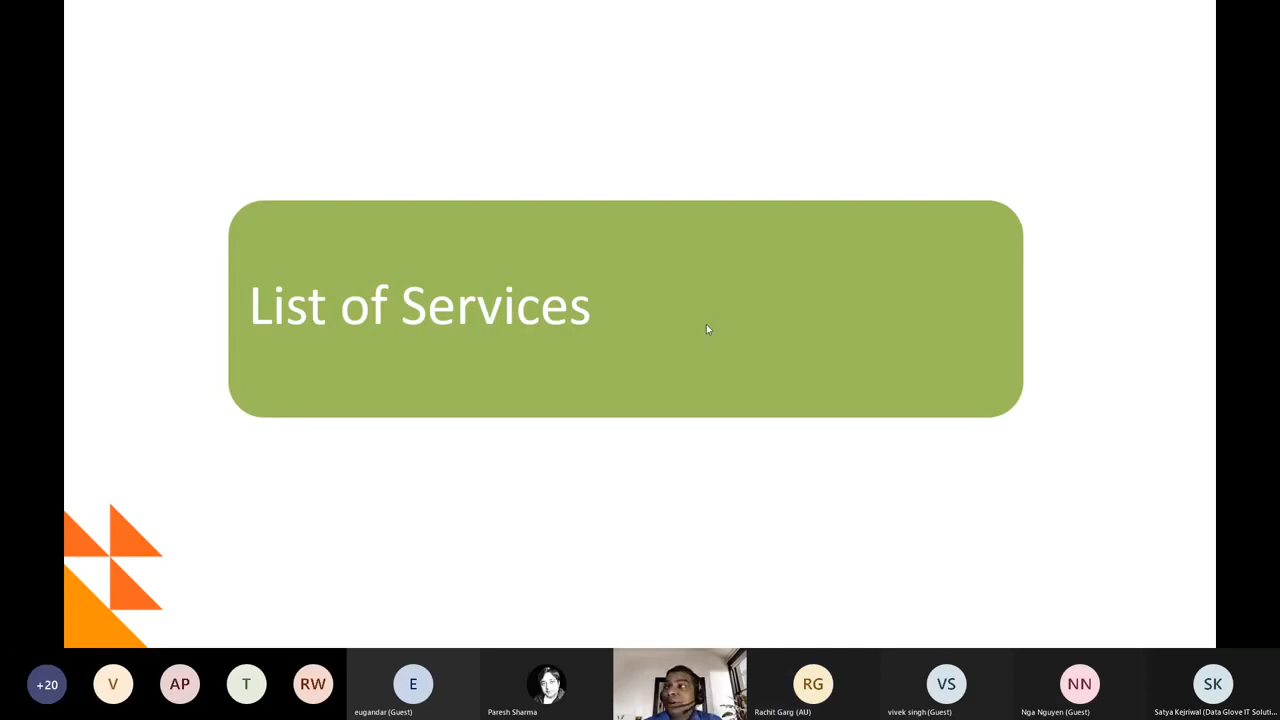 List of Services
+20
V
AP
T
RW
E
RG
VS
NN
SK
eugandar (Guest)
Paresh Sharma
Rachit Garg (AU)
vivek singh (Guest)
Nga Nguyen (Guest)
Satya Kejriwal (Data Glove IT Soluti...